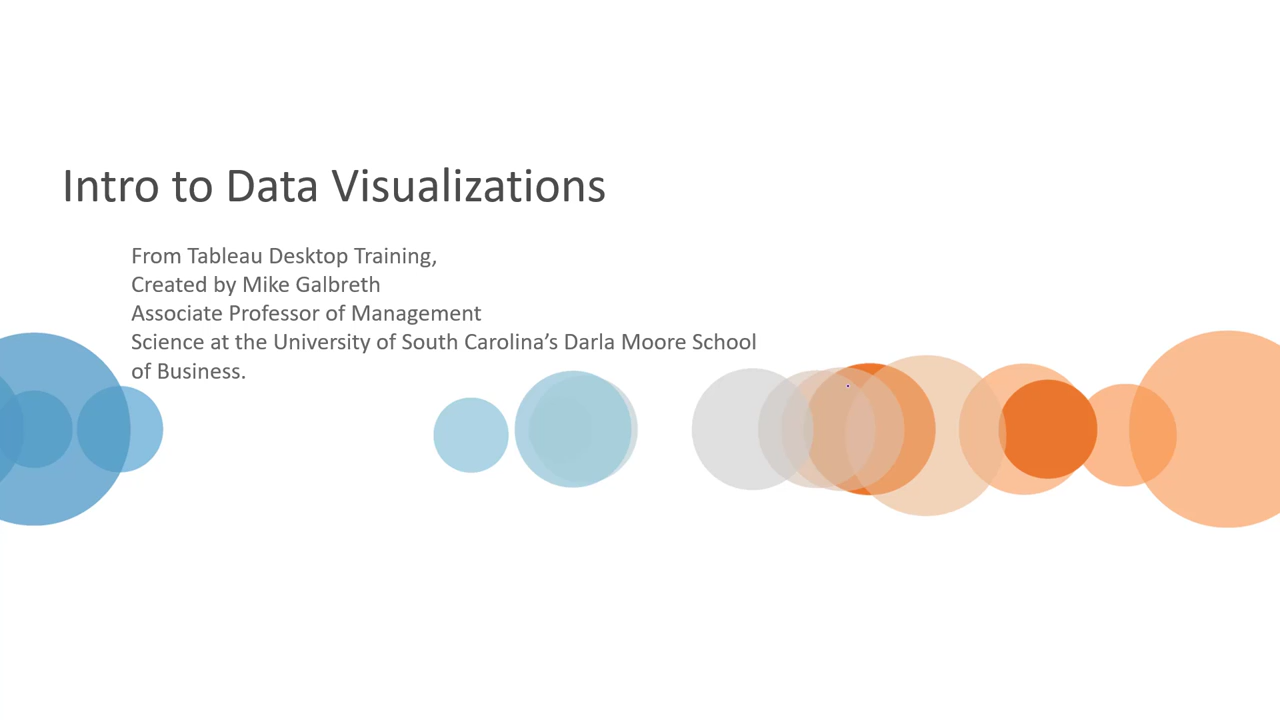 Intro to Data Visualizations
From Tableau Desktop Training,
Created by Mike Galbreth
Associate Professor of Management
Science at the University of South Carolina’s Darla Moore School
of Business.